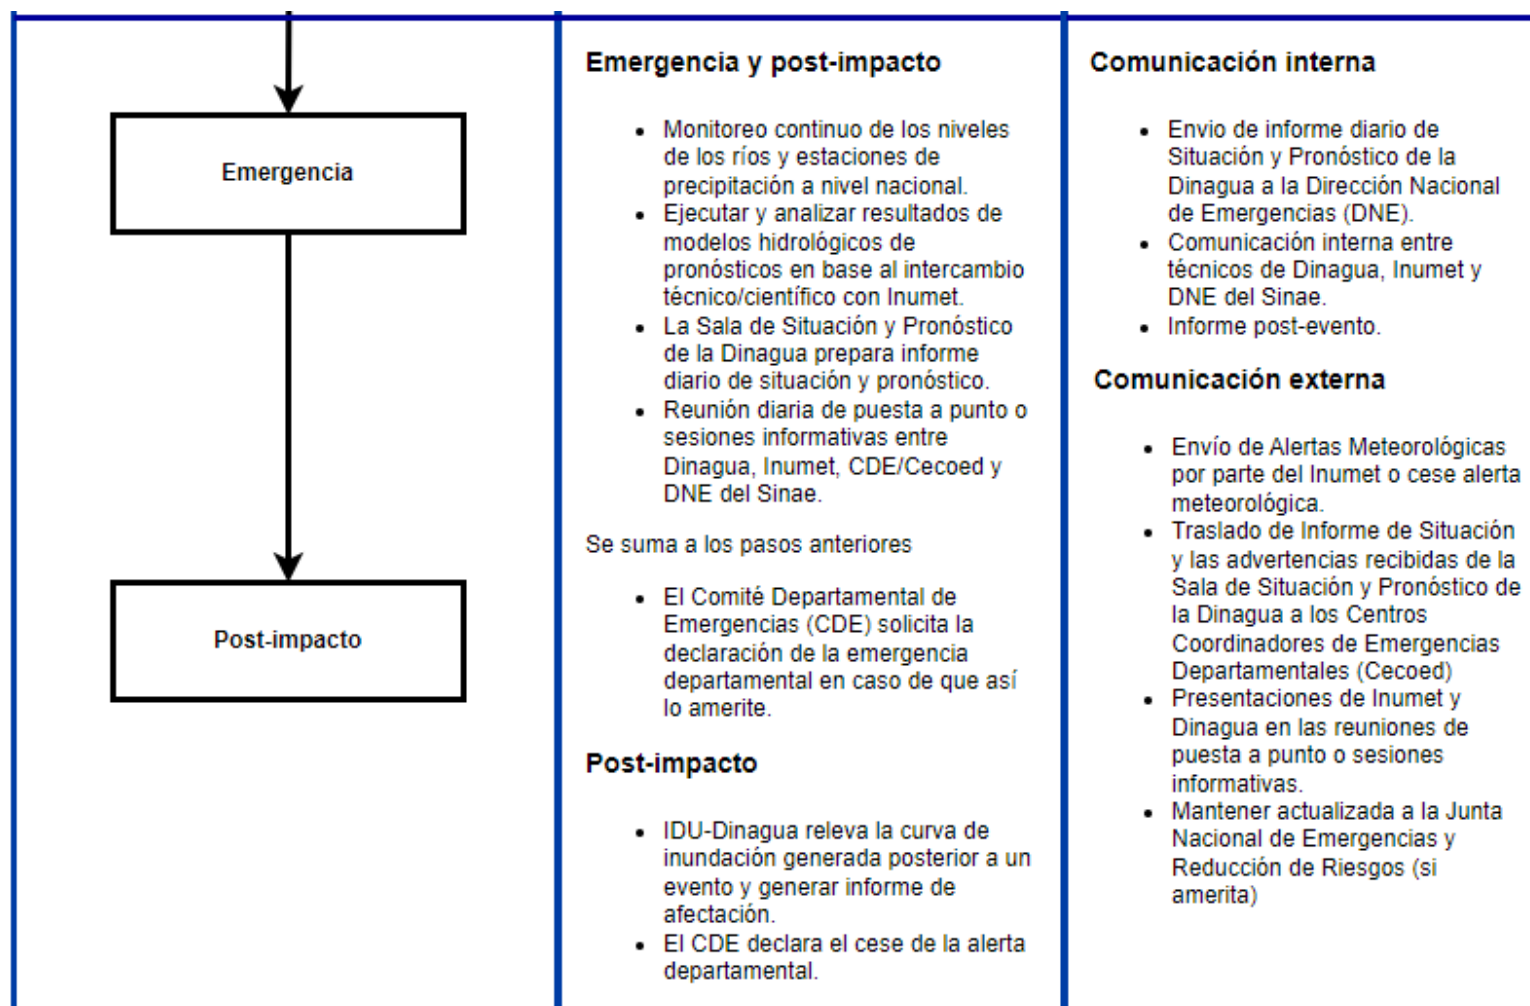 Emergencia
Post-impacto
Emergencia y post-impacto
• Monitoreo continuo de los niveles
de los ríos y estaciones de
precipitación a nivel nacional.
• Ejecutar y analizar resultados de
modelos hidrológicos de
pronósticos en base al intercambio
técnico/científico con Inumet.
• La Sala de Situación y Pronóstico
de la Dinagua prepara informe
diario de situación y pronóstico.
• Reunión diaria de puesta a punto o
sesiones informativas entre
Dinagua, Inumet, CDE/Cecoed y
DNE del Sinae.
Se suma a los pasos anteriores
• El Comité Departamental de
Emergencias (CDE) solicita la
declaración de la emergencia
departamental en caso de que así
lo amerite.
Post-impacto
• IDU-Dinagua releva la curva de
inundación generada posterior a un
evento y generar informe de
afectación.
• El CDE declara el cese de la alerta
departamental.
Comunicación interna
• Envio de informe diario de
Situación y Pronóstico de la
Dinagua a la Dirección Nacional
de Emergencias (DNE).
• Comunicación interna entre
técnicos de Dinagua, Inumet y
DNE del Sinae.
• Informe post-evento.
Comunicación externa
• Envío de Alertas Meteorológicas
por parte del Inumet o cese alerta
meteorológica.
• Traslado de Informe de Situación
y las advertencias recibidas de la
Sala de Situación y Pronóstico de
la Dinagua a los Centros
Coordinadores de Emergencias
Departamentales (Cecoed)
• Presentaciones de Inumet y
Dinagua en las reuniones de
puesta a punto o sesiones
informativas.
• Mantener actualizada a la Junta
Nacional de Emergencias y
Reducción de Riesgos (si
amerita)